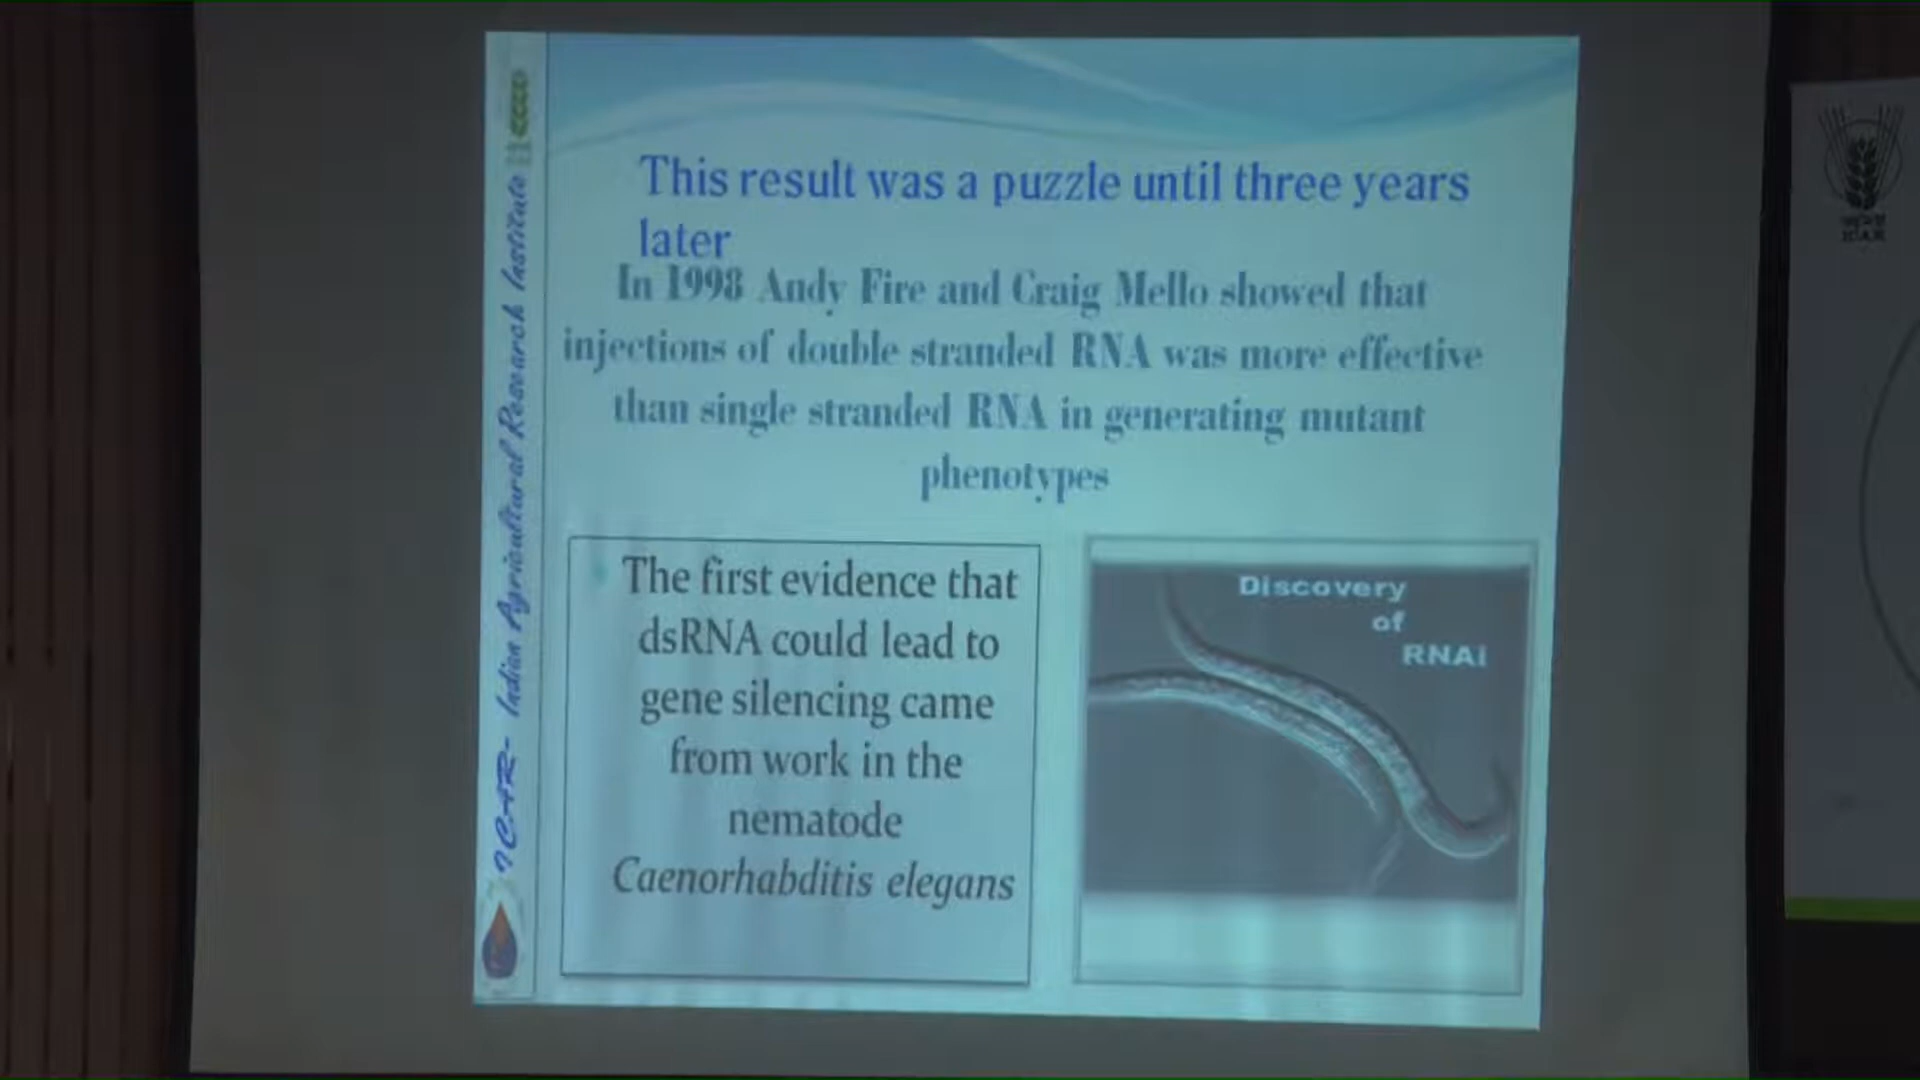 This result was a puzzle until three years
later
In 1998 Andy Fire and Craig Mello showed that
injections of double stranded RNA was more effective
than single stranded RNA in generating mutant
phenotypes
The first evidence that
dsRNA could lead to
gene silencing came
from work in the
nematode
Caenorhabditis elegans
Discovery
of
RNAi
ICAR- Indian Agricultural Research Institute
ICAR